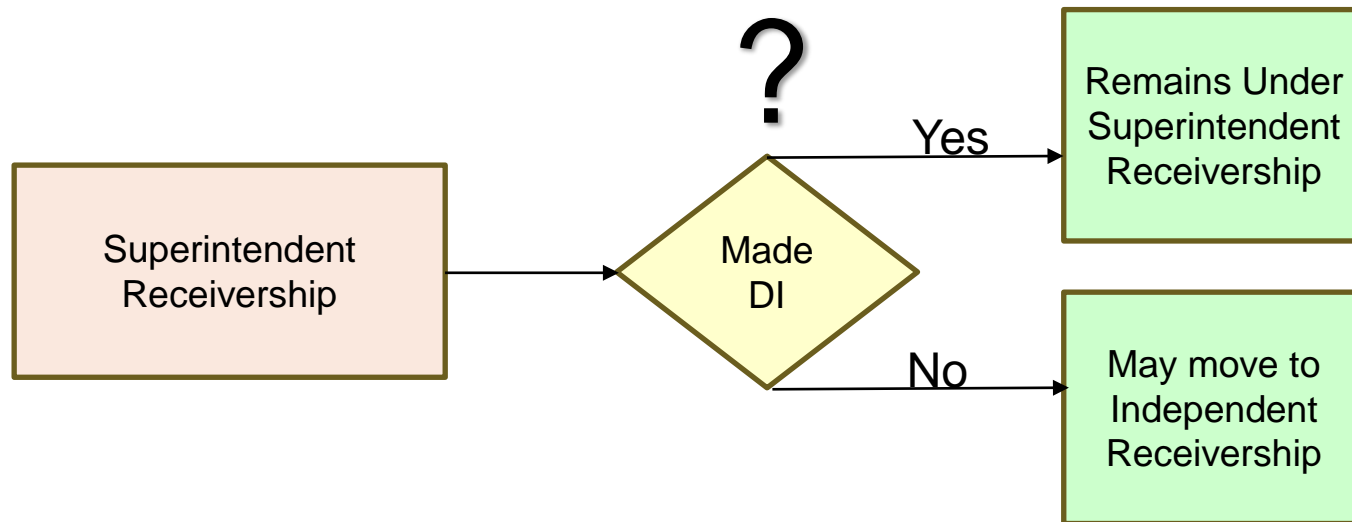 ?
Superintendent
Receivership
Made
DI
Yes
Remains Under
Superintendent
Receivership
No
May move to
Independent
Receivership